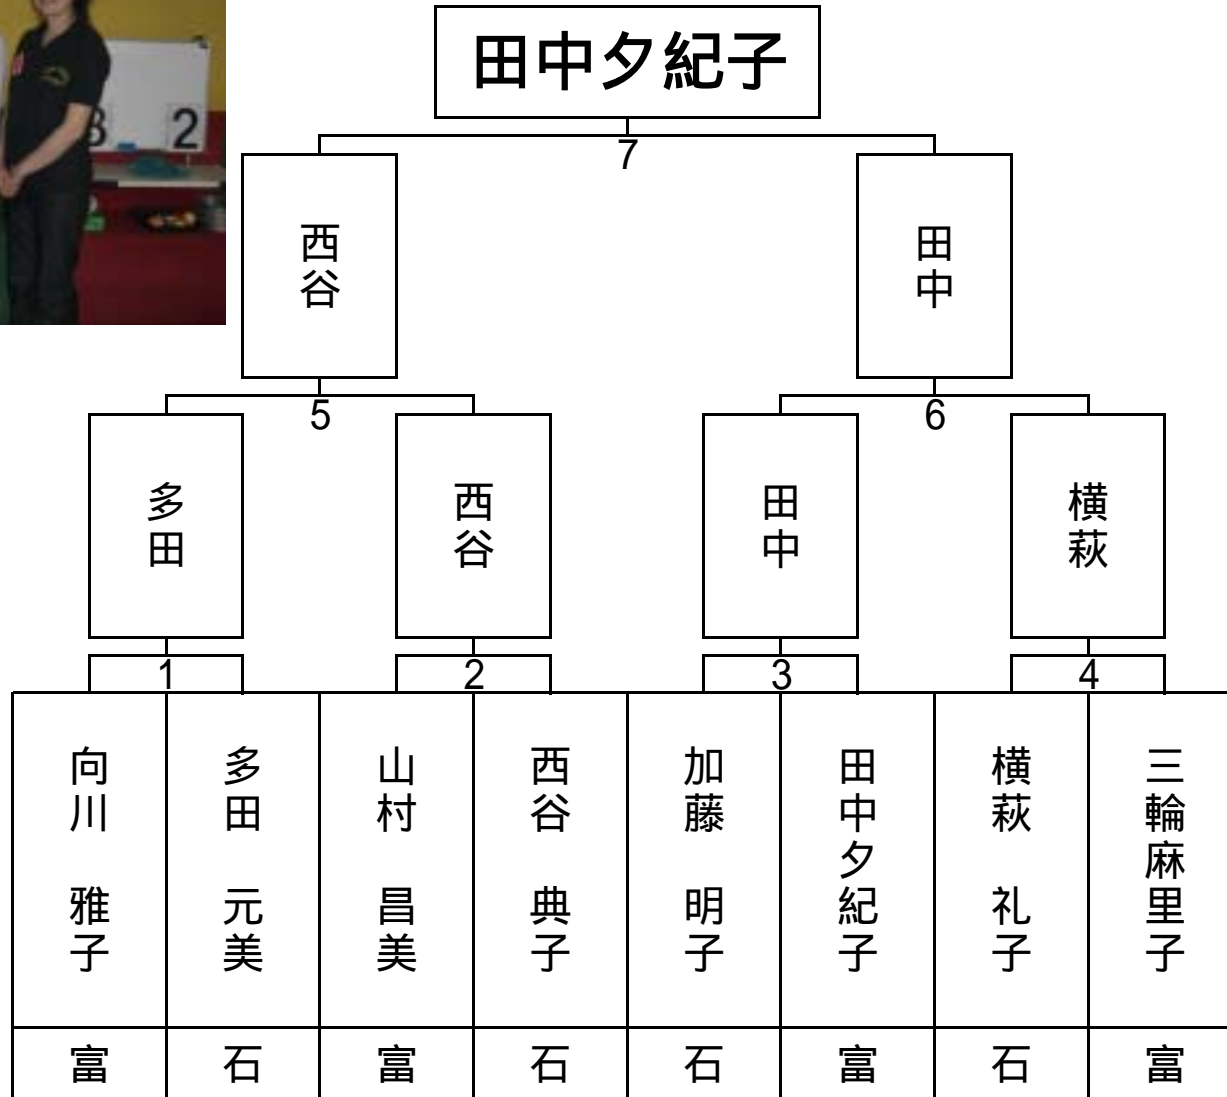 田中夕紀子
3 2
7
西谷
田中
5
6
多田
西谷
田中
横萩
1
2
3
4
向川 雅子
多田 元美
山村 昌美
西谷 典子
加藤 明子
田中夕紀子
横萩 礼子
三輪麻里子
富 石 富 石 石 富 石 富